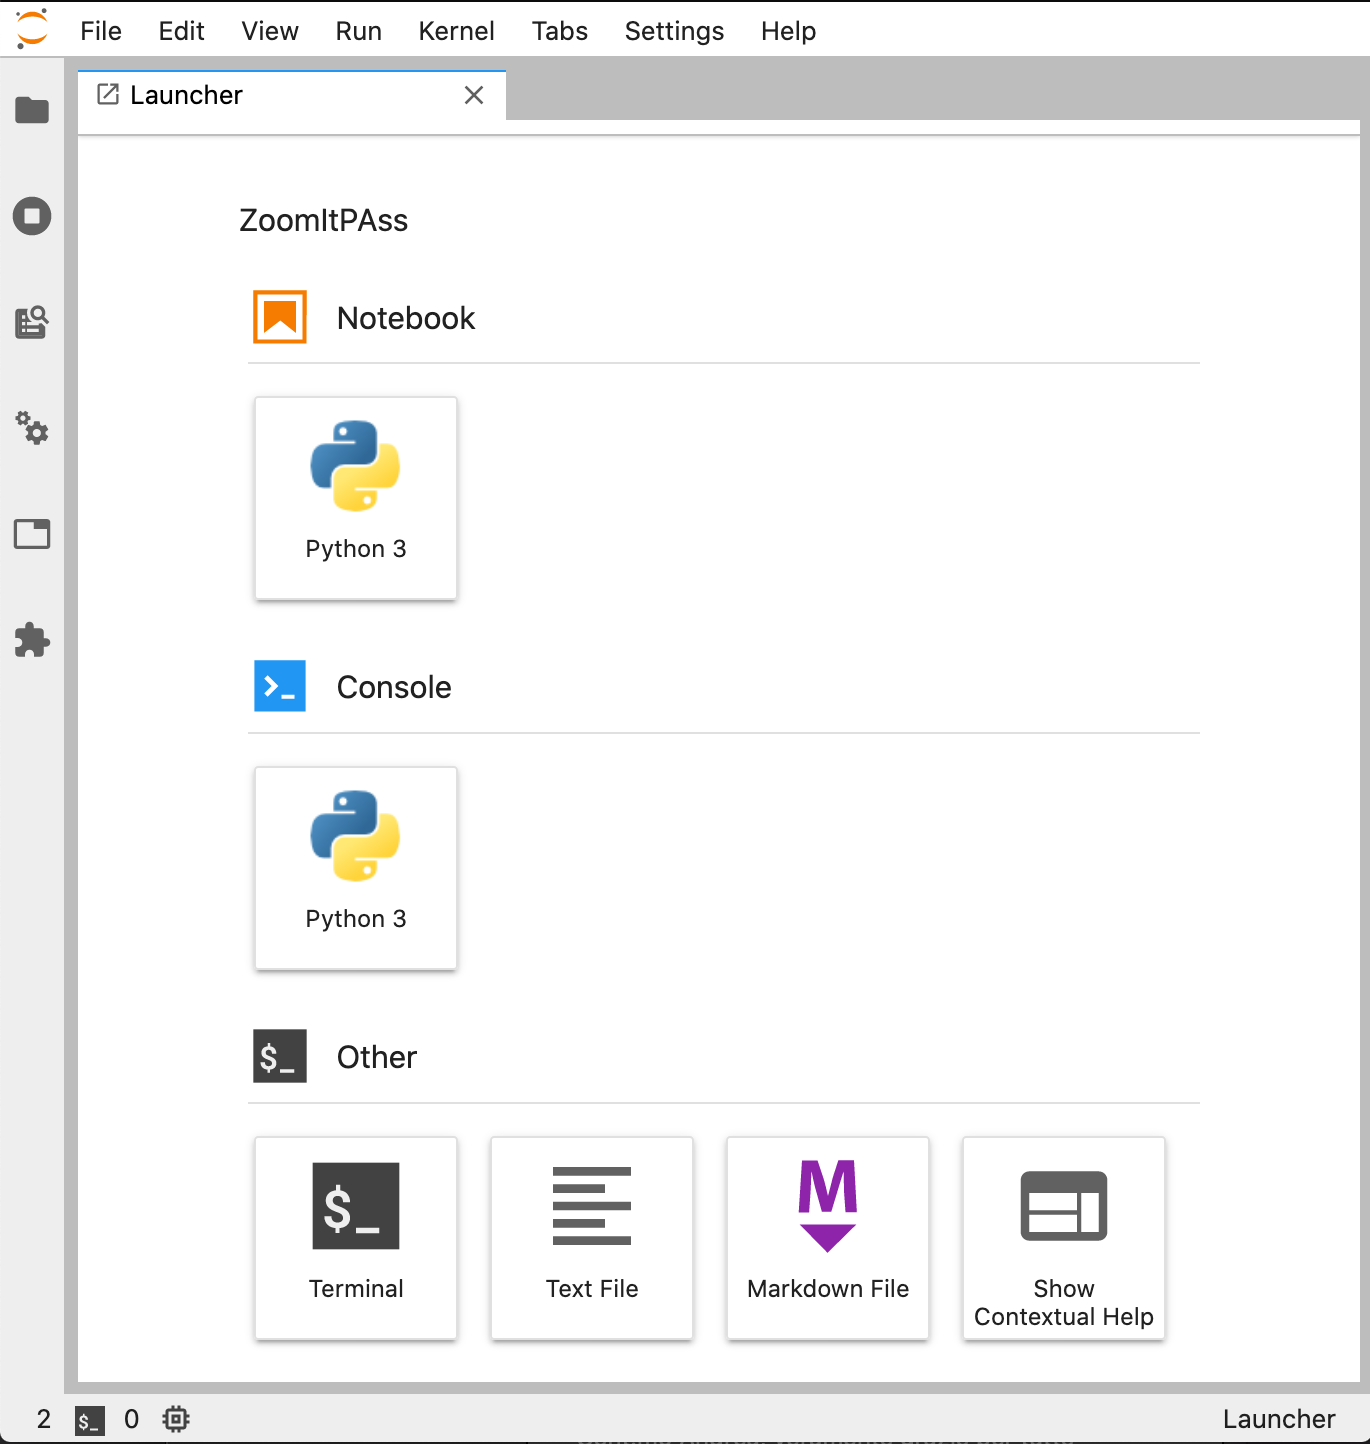 File Edit View Run Kernel Tabs Settings Help
Launcher
ZoomItPAss
Notebook
Python 3
Console
Python 3
$_ Other
$_
Terminal
Text File
M
Markdown File
Show
Contextual Help
2 $_ 0 Launcher